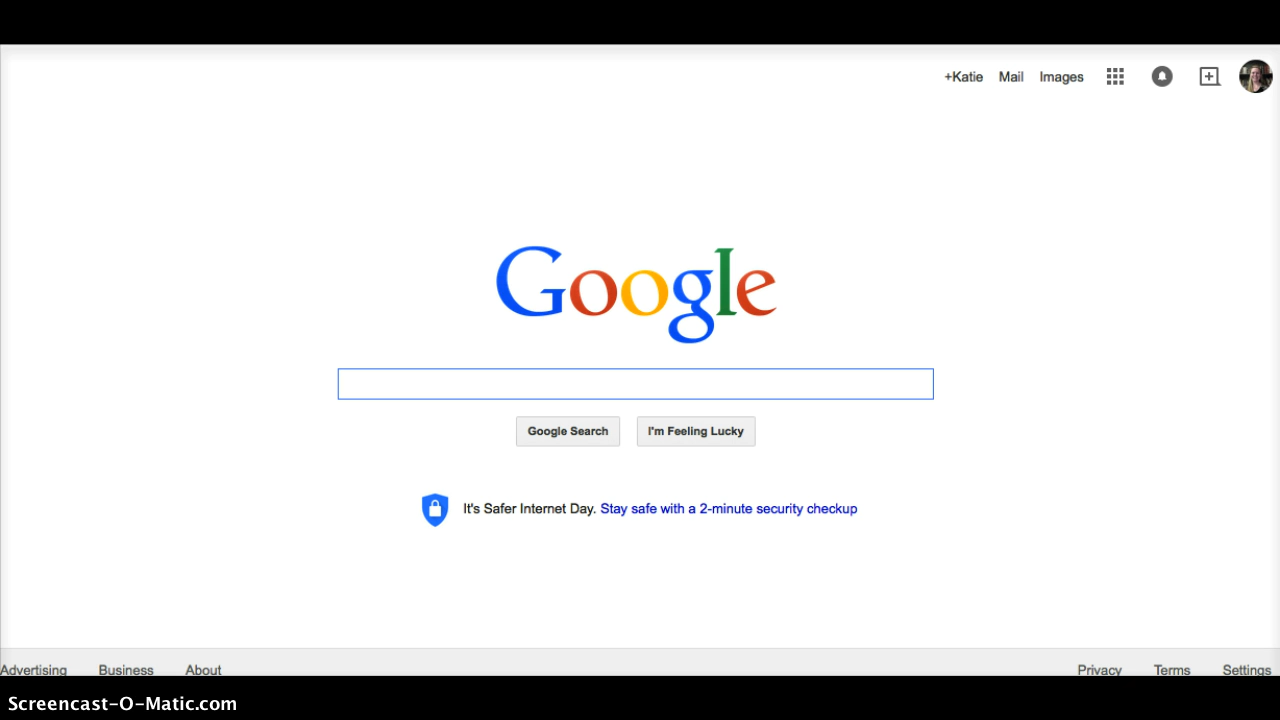 +Katie Mail Images
Google
Google Search I'm Feeling Lucky
It's Safer Internet Day. Stay safe with a 2-minute security checkup
Advertising Business About Privacy Terms Settings
Screencast-O-Matic.com